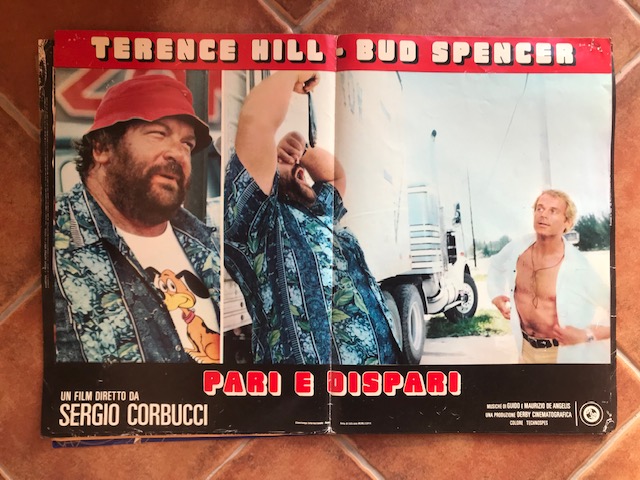 TERENCE HILL - BUD SPENCER
PARI E DISPARI
UN FILM DIRETTO DA
SERGIO CORBUCCI
MUSICHE DI GUIDO E MAURIZIO DE ANGELIS
UNA PRODUZIONE DERBY CINEMATOGRAFICA
COLORE TECHNOSPES